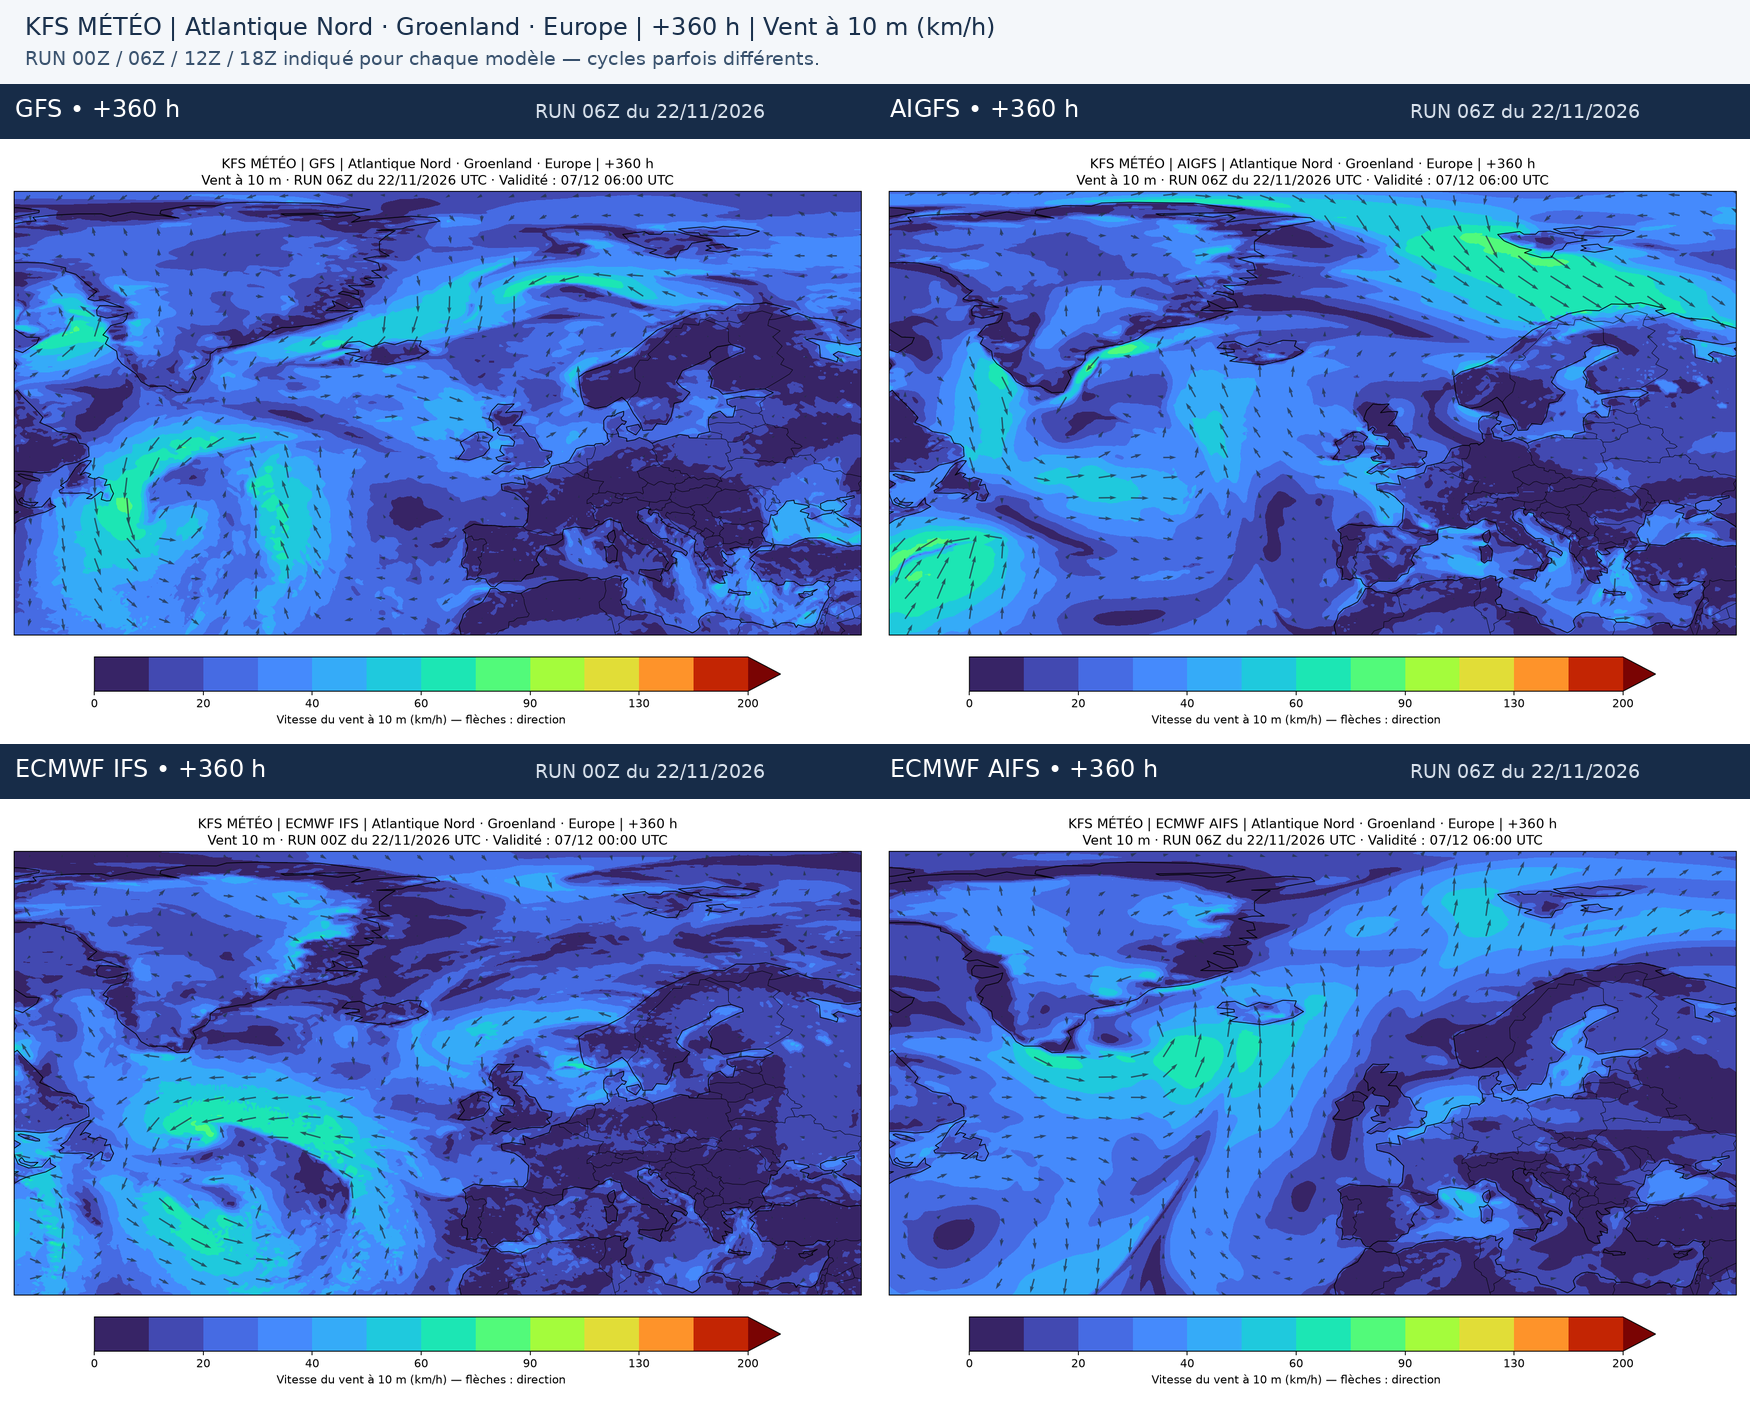 KFS MÉTÉO | Atlantique Nord · Groenland · Europe | +360 h | Vent à 10 m (km/h)
RUN 00Z / 06Z / 12Z / 18Z indiqué pour chaque modèle — cycles parfois différents.
GFS • +360 h
RUN 06Z du 22/11/2026
AIGFS • +360 h
RUN 06Z du 22/11/2026
KFS MÉTÉO | GFS | Atlantique Nord · Groenland · Europe | +360 h
Vent à 10 m · RUN 06Z du 22/11/2026 UTC · Validité : 07/12 06:00 UTC
KFS MÉTÉO | AIGFS | Atlantique Nord · Groenland · Europe | +360 h
Vent à 10 m · RUN 06Z du 22/11/2026 UTC · Validité : 07/12 06:00 UTC
0 20 40 60 90 130 200
Vitesse du vent à 10 m (km/h) — flèches : direction
0 20 40 60 90 130 200
Vitesse du vent à 10 m (km/h) — flèches : direction
ECMWF IFS • +360 h
RUN 00Z du 22/11/2026
ECMWF AIFS • +360 h
RUN 06Z du 22/11/2026
KFS MÉTÉO | ECMWF IFS | Atlantique Nord · Groenland · Europe | +360 h
Vent 10 m · RUN 00Z du 22/11/2026 UTC · Validité : 07/12 00:00 UTC
KFS MÉTÉO | ECMWF AIFS | Atlantique Nord · Groenland · Europe | +360 h
Vent 10 m · RUN 06Z du 22/11/2026 UTC · Validité : 07/12 06:00 UTC
0 20 40 60 90 130 200
Vitesse du vent à 10 m (km/h) — flèches : direction
0 20 40 60 90 130 200
Vitesse du vent à 10 m (km/h) — flèches : direction